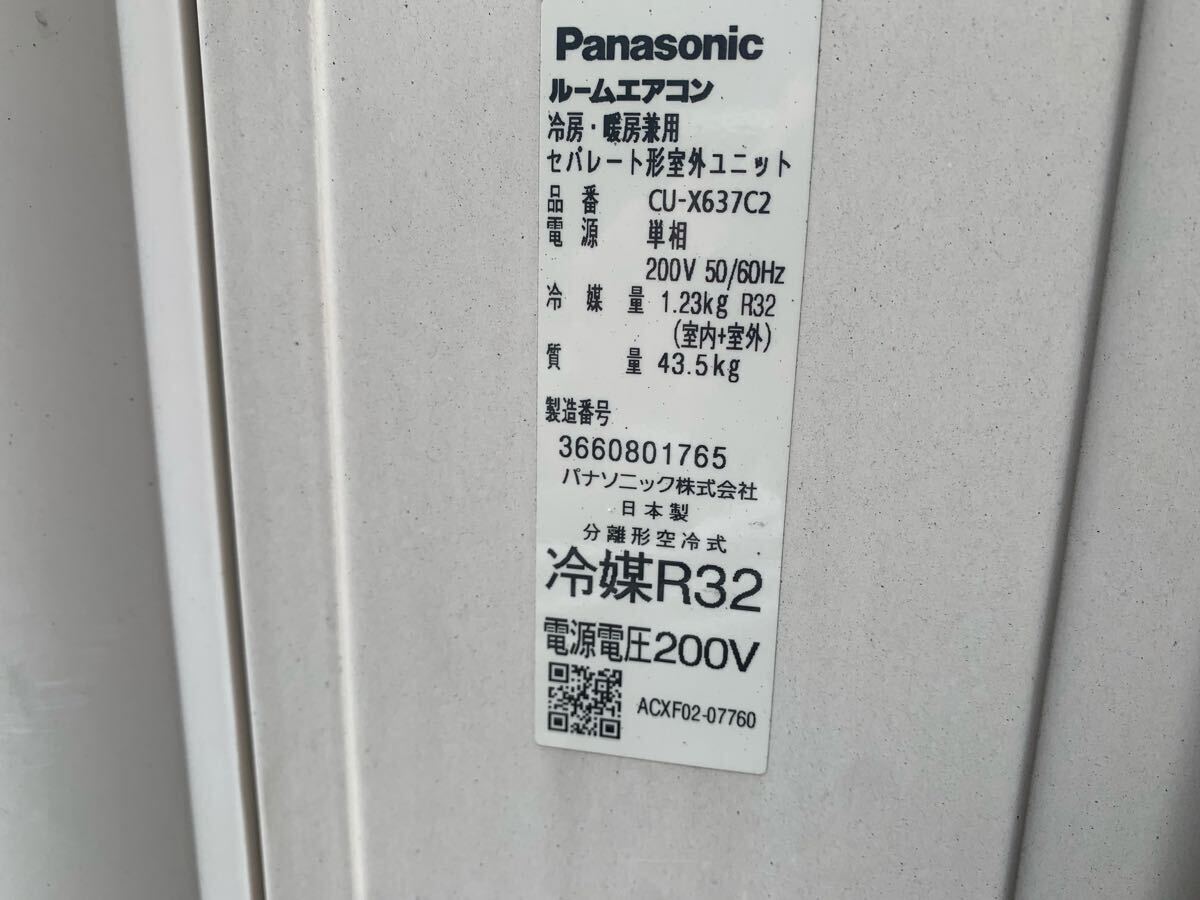 Panasonic
ルームエアコン
冷房・暖房兼用
セパレート形室外ユニット
品番 CU-X637C2
電源 単相
200V 50/60Hz
冷媒量 1.23kg R32
(室内+室外)
質量 43.5kg
製造番号
3660801765
パナソニック株式会社
日本製
分離形空冷式
冷媒R32
電源電圧200V
ACXF02-07760